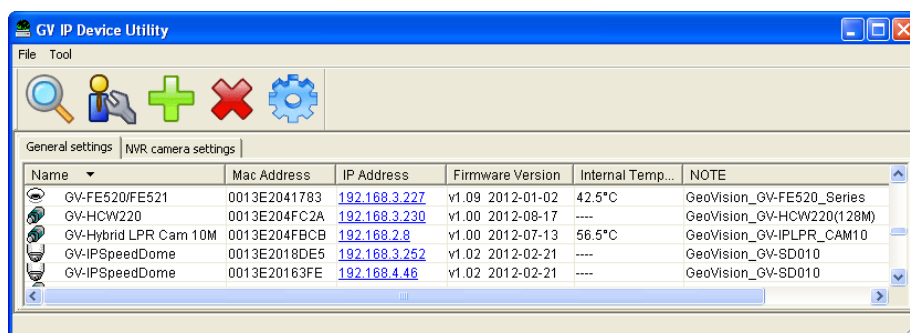 GV IP Device Utility
File Tool
General settings NVR camera settings
Name Mac Address IP Address Firmware Version Internal Temp... NOTE
GV-FE520/FE521 0013E2041783 192.168.3.227 v1.09 2012-01-02 42.5°C GeoVision_GV-FE520_Series
GV-HCW220 0013E204FC2A 192.168.3.230 v1.00 2012-08-17 ---- GeoVision_GV-HCW220(128M)
GV-Hybrid LPR Cam 10M 0013E204FBCB 192.168.2.8 v1.00 2012-07-13 56.5°C GeoVision_GV-IPLPR_CAM10
GV-IPSpeedDome 0013E2018DE5 192.168.3.252 v1.02 2012-02-21 ---- GeoVision_GV-SD010
GV-IPSpeedDome 0013E20163FE 192.168.4.46 v1.02 2012-02-21 ---- GeoVision_GV-SD010